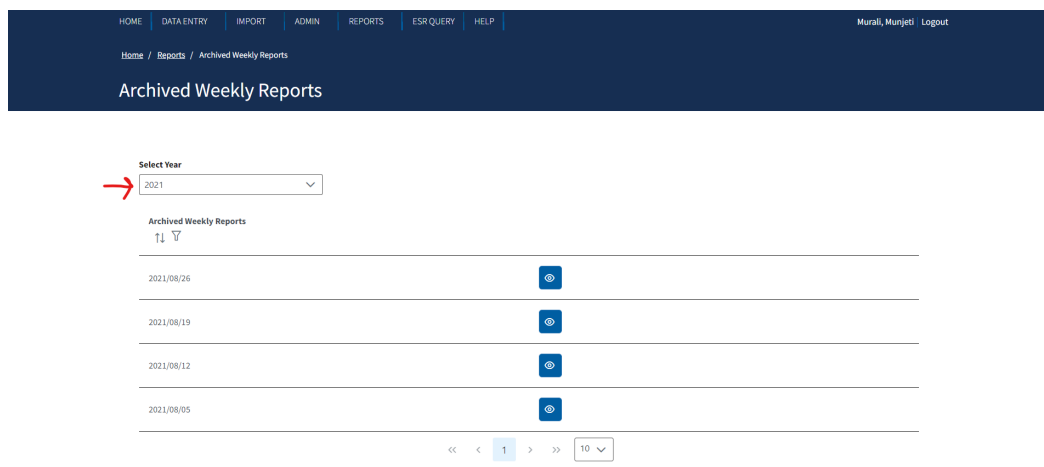 HOME DATA ENTRY IMPORT ADMIN REPORTS ESR QUERY HELP Murali, Munjeti Logout
Home / Reports / Archived Weekly Reports
Archived Weekly Reports
Select Year
2021
Archived Weekly Reports
2021/08/26
2021/08/19
2021/08/12
2021/08/05
<< < 1 > >> 10